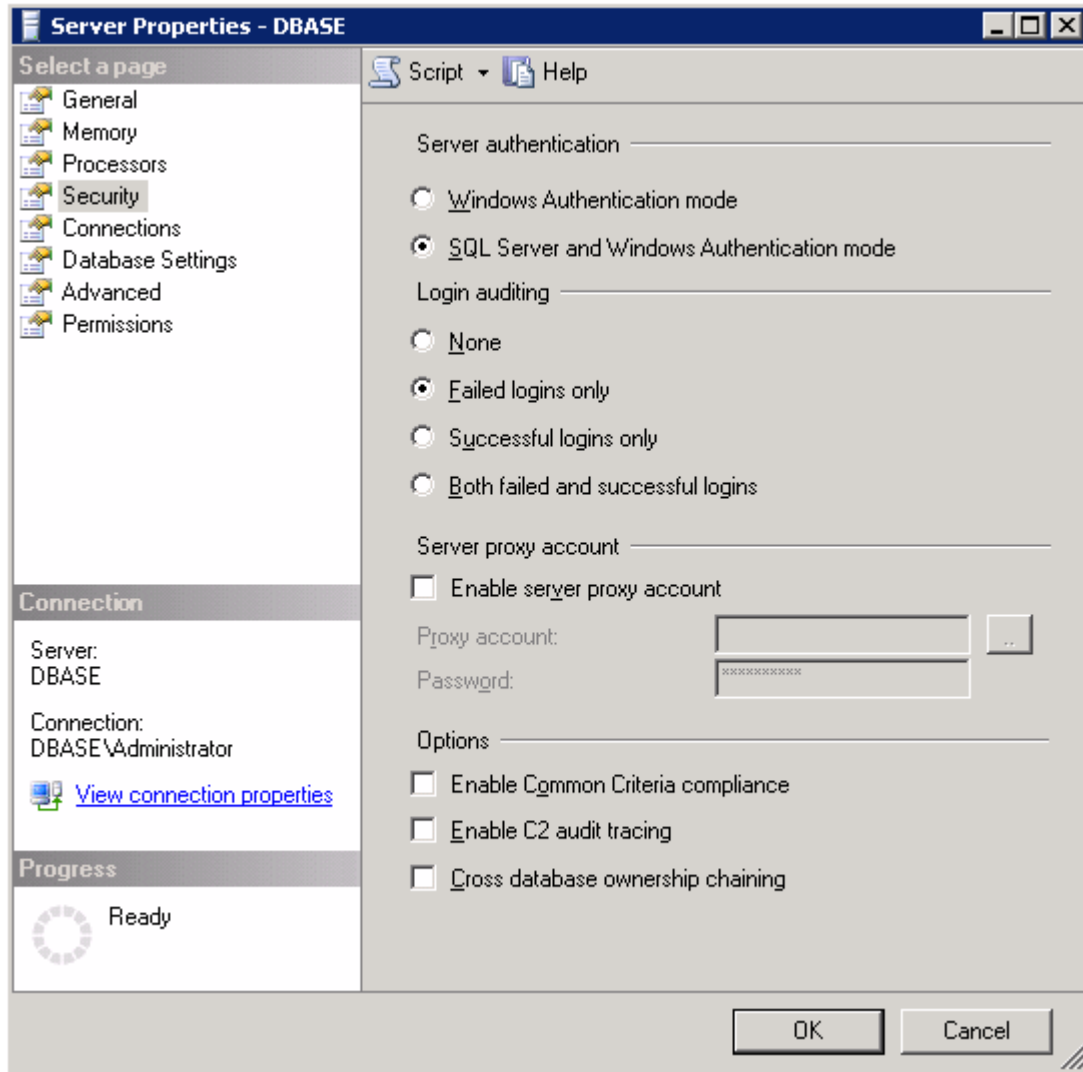 Server Properties - DBASE
Select a page
General
Memory
Processors
Security
Connections
Database Settings
Advanced
Permissions
Connection
Server:
DBASE
Connection:
DBASE\Administrator
View connection properties
Progress
Ready
Script
Help
Server authentication
Windows Authentication mode
SQL Server and Windows Authentication mode
Login auditing
None
Failed logins only
Successful logins only
Both failed and successful logins
Server proxy account
Enable server proxy account
Proxy account:
..
Password:
**********
Options
Enable Common Criteria compliance
Enable C2 audit tracing
Cross database ownership chaining
OK
Cancel